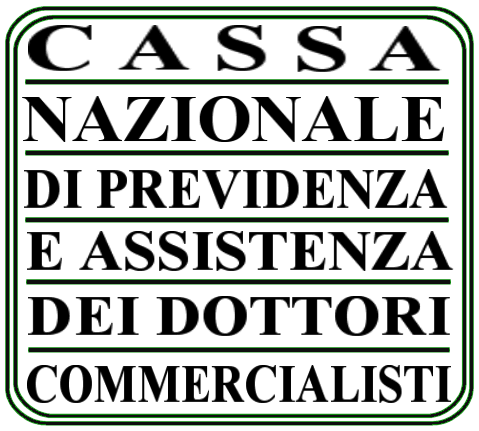 CASSA
NAZIONALE
DI PREVIDENZA
E ASSISTENZA
DEI DOTTORI
COMMERCIALISTI